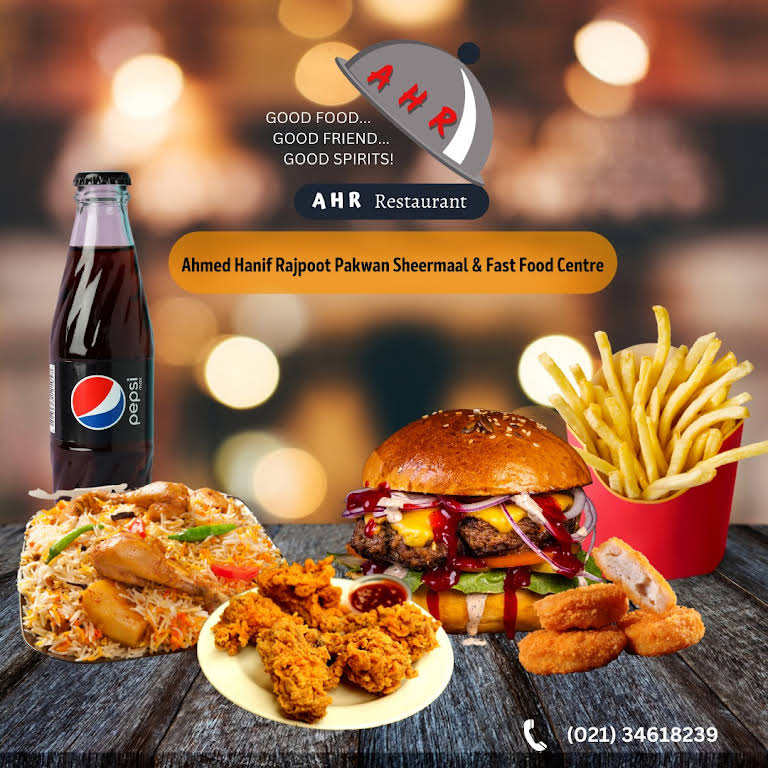 AHR
GOOD FOOD...
GOOD FRIEND...
GOOD SPIRITS!
AHR Restaurant
Ahmed Hanif Rajpoot Pakwan Sheermaal & Fast Food Centre
pepsi
max
(021) 34618239